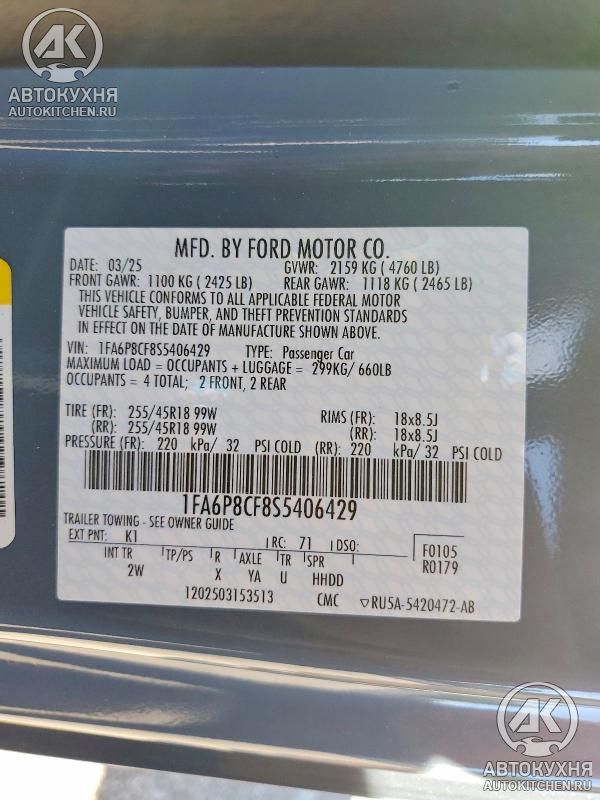 AK
АВТОКУХНЯ
AUTOKITCHEN.RU
MFD. BY FORD MOTOR CO.
DATE: 03/25 GVWR: 2159 KG ( 4760 LB)
FRONT GAWR: 1100 KG ( 2425 LB) REAR GAWR: 1118 KG ( 2465 LB)
THIS VEHICLE CONFORMS TO ALL APPLICABLE FEDERAL MOTOR
VEHICLE SAFETY, BUMPER, AND THEFT PREVENTION STANDARDS
IN EFFECT ON THE DATE OF MANUFACTURE SHOWN ABOVE.
VIN: 1FA6P8CF8S5406429 TYPE: Passenger Car
MAXIMUM LOAD = OCCUPANTS + LUGGAGE = 299KG/ 660LB
OCCUPANTS = 4 TOTAL; 2 FRONT, 2 REAR
TIRE (FR): 255/45R18 99W RIMS (FR): 18x8.5J
(RR): 255/45R18 99W (RR): 18x8.5J
PRESSURE (FR): 220 kPa/ 32 PSI COLD (RR): 220 kPa/ 32 PSI COLD
1FA6P8CF8S5406429
TRAILER TOWING - SEE OWNER GUIDE
EXT PNT: K1 RC: 71 DSO: F0105
INT TR TP/PS R AXLE TR SPR R0179
2W X YA U HHDD
1202503153513 CMC ▽RU5A-5420472-AB
AK
АВТОКУХНЯ
AUTOKITCHEN.RU